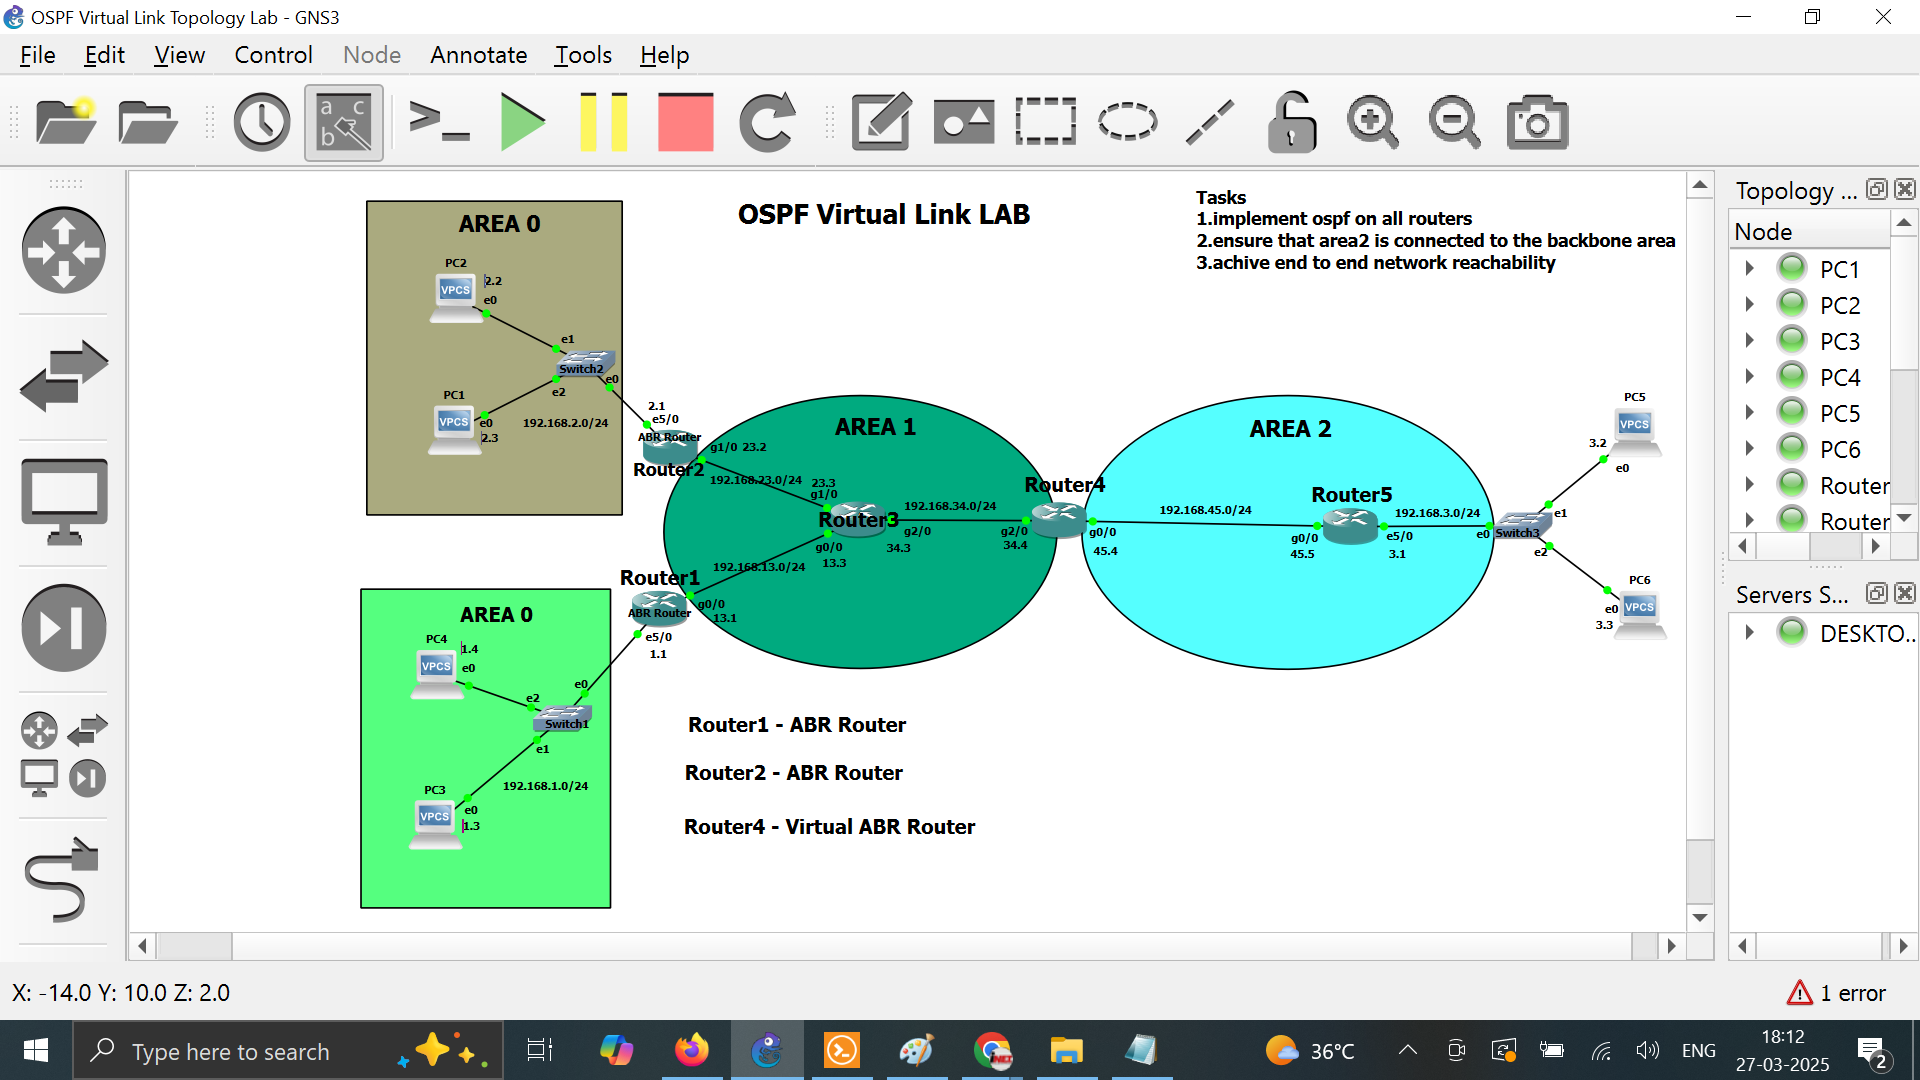 OSPF Virtual Link Topology Lab - GNS3
File Edit View Control Node Annotate Tools Help
a c
b
OSPF Virtual Link LAB
Tasks
1.implement ospf on all routers
2.ensure that area2 is connected to the backbone area
3.achive end to end network reachability
AREA 0
PC2
VPCS
2.2
e0
e1
Switch2
e0
e2
PC1
VPCS
e0
2.3
192.168.2.0/24
2.1
e5/0
ABR Router
Router2
g1/0 23.2
192.168.23.0/24
AREA 1
23.3
g1/0
Router3
192.168.34.0/24
g2/0
34.3
g0/0
13.3
192.168.13.0/24
Router1
ABR Router
g0/0
13.1
e5/0
1.1
Router4
g2/0
34.4
g0/0
45.4
AREA 2
192.168.45.0/24
Router5
g0/0
45.5
192.168.3.0/24
e5/0
3.1
e0
Switch3
e1
e2
PC5
VPCS
3.2
e0
PC6
VPCS
e0
3.3
AREA 0
PC4
VPCS
1.4
e0
e2
e0
Switch1
e1
192.168.1.0/24
PC3
VPCS
e0
1.3
Router1 - ABR Router
Router2 - ABR Router
Router4 - Virtual ABR Router
Topology ...
Node
PC1
PC2
PC3
PC4
PC5
PC6
Router
Router
Servers S...
DESKTO...
X: -14.0 Y: 10.0 Z: 2.0
1 error
Type here to search
36°C
ENG
18:12
27-03-2025
2